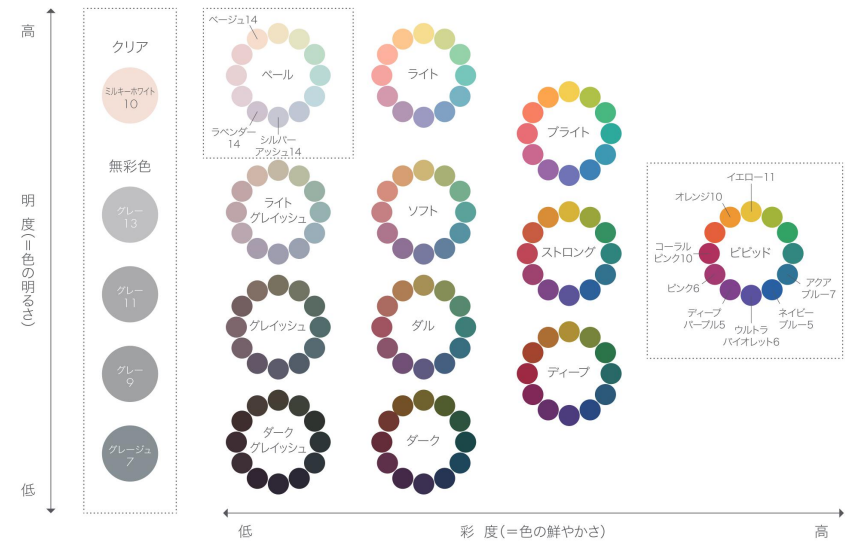 高
明 度(＝色の明るさ)
低
クリア
ミルキーホワイト
10
無彩色
グレー
13
グレー
11
グレー
9
グレージュ
7
ベージュ14
ペール
ラベンダー
14
シルバー
アッシュ14
ライト
グレイッシュ
グレイッシュ
ダーク
グレイッシュ
ライト
ソフト
ダル
ダーク
ブライト
ストロング
ディープ
イエロー11
オレンジ10
コーラル
ピンク10
ビビッド
ピンク6
アクア
ブルー7
ディープ
パープル5
ネイビー
ブルー5
ウルトラ
バイオレット6
低
彩 度(＝色の鮮やかさ)
高